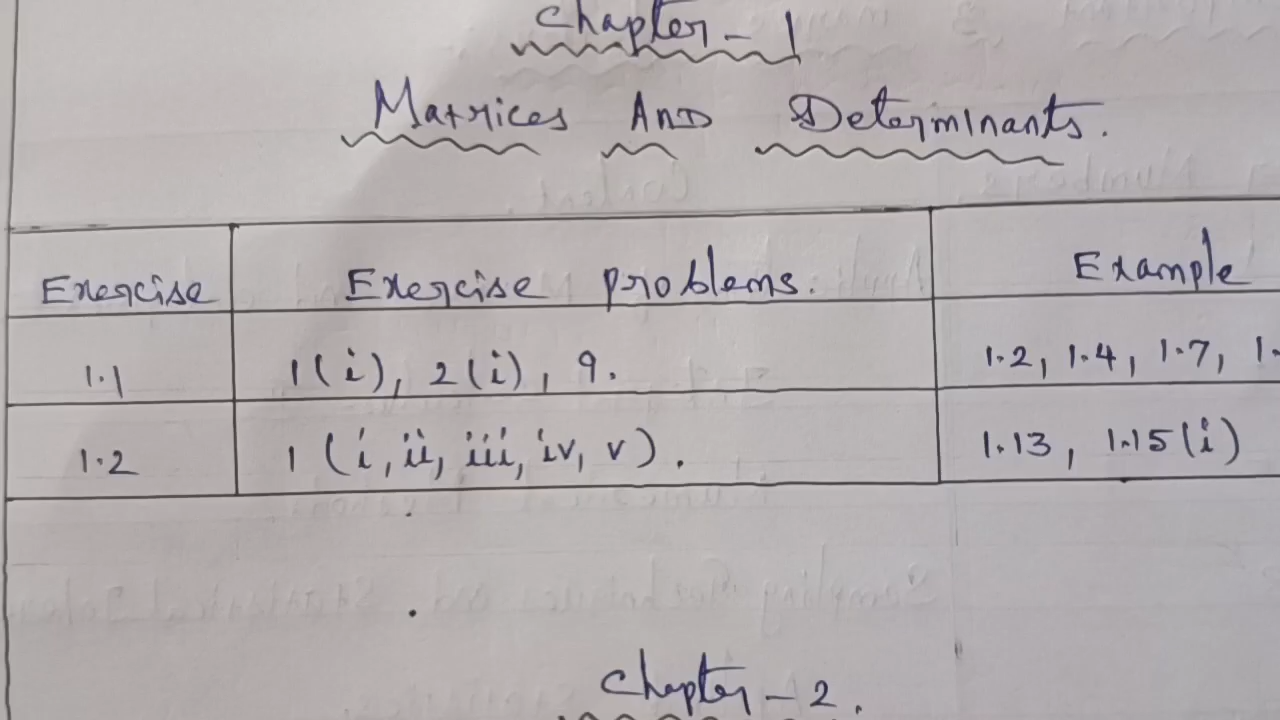 Chapter - 1
Matrices AND Determinants.
Exercise Exercise problems. Example
1.1 1(i), 2(i), 9. 1.2, 1.4, 1.7, 1.
1.2 1 (i, ii, iii, iv, v). 1.13, 1.15(i)
Chapter - 2.